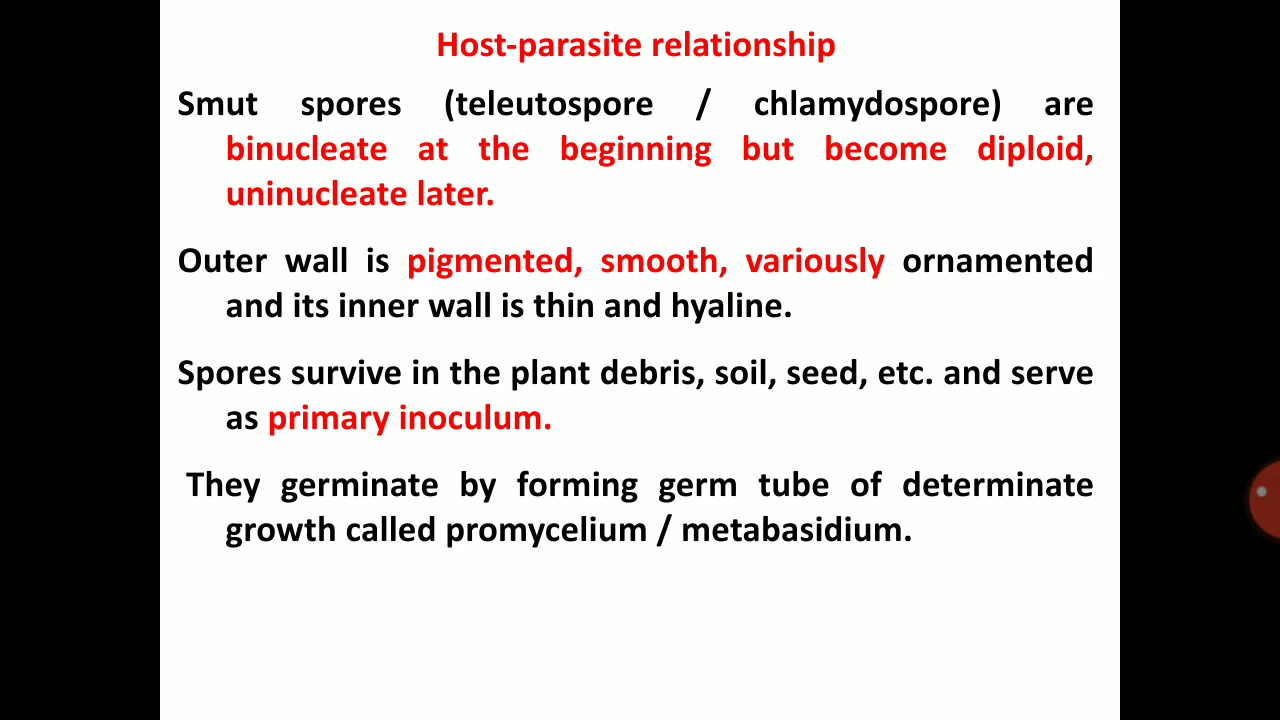 Host-parasite relationship
Smut spores (teleutospore / chlamydospore) are
binucleate at the beginning but become diploid,
uninucleate later.
Outer wall is pigmented, smooth, variously ornamented
and its inner wall is thin and hyaline.
Spores survive in the plant debris, soil, seed, etc. and serve
as primary inoculum.
They germinate by forming germ tube of determinate
growth called promycelium / metabasidium.